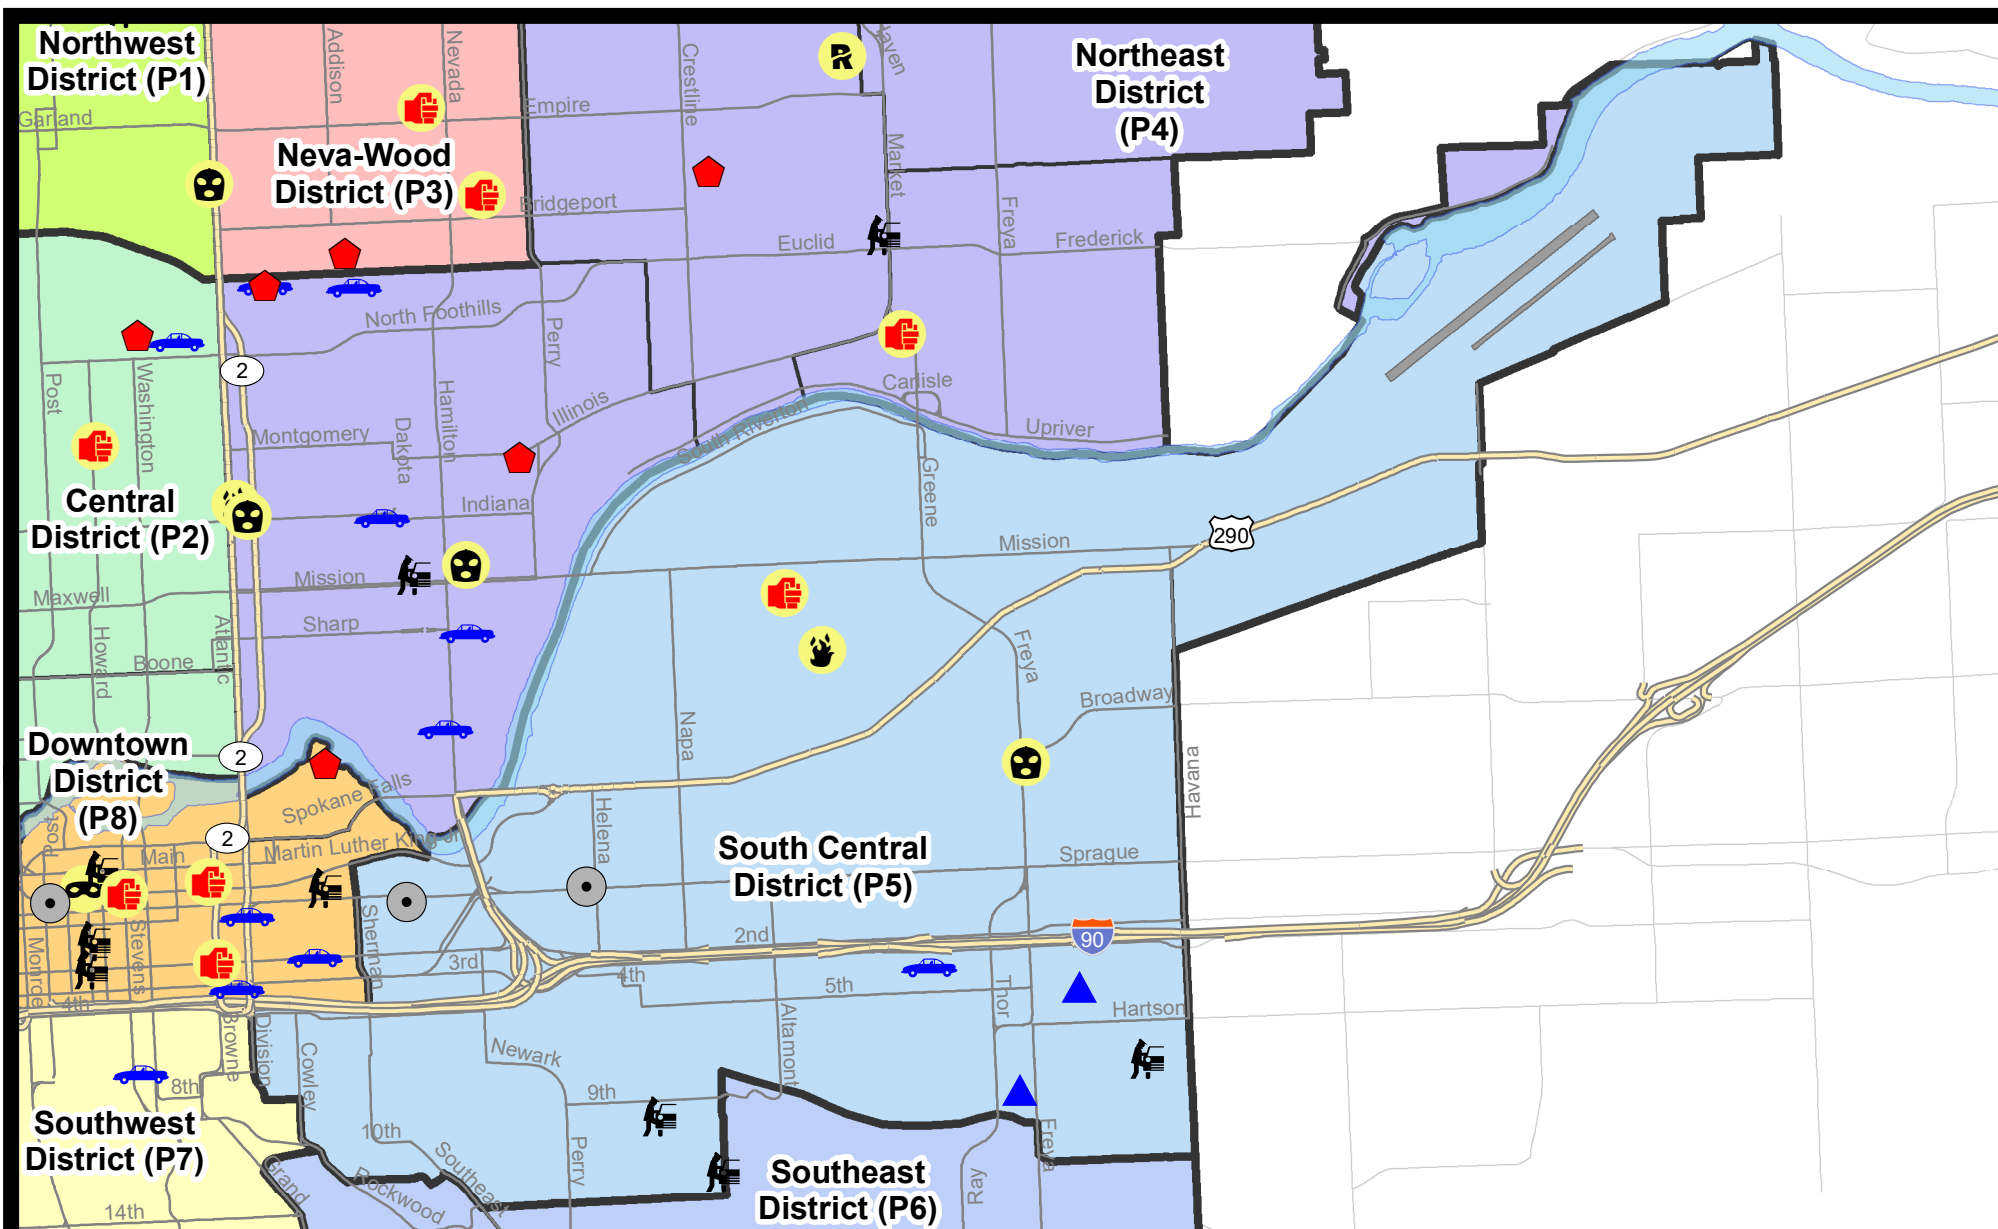 Northwest
District (P1)
Garland
Addison
Nevada
Empire
Crestline
Haven
Northeast
District
(P4)
Neva-Wood
District (P3)
Bridgeport
Market
Euclid
Freya
Frederick
North Foothills
Perry
2
Post
Washington
Hamilton
Dakota
Illinois
Montgomery
Carlisle
South Riverton
Upriver
Central
District (P2)
Indiana
Greene
Mission
290
Mission
Maxwell
Howard
Atlantic
Sharp
Boone
Freya
Broadway
Napa
Havana
Downtown
District
(P8)
2
Spokane Falls
Post
2
Main
Martin Luther King Jr
Helena
South Central
District (P5)
Sprague
Sherman
Monroe
Stevens
2nd
90
3rd
4th
4th
5th
Thor
Hartson
Altamont
Browne
Division
Cowley
Newark
8th
9th
Southwest
District (P7)
10th
Southeast
Perry
Freya
Ray
Southeast
District (P6)
Grand
Rockwood
14th